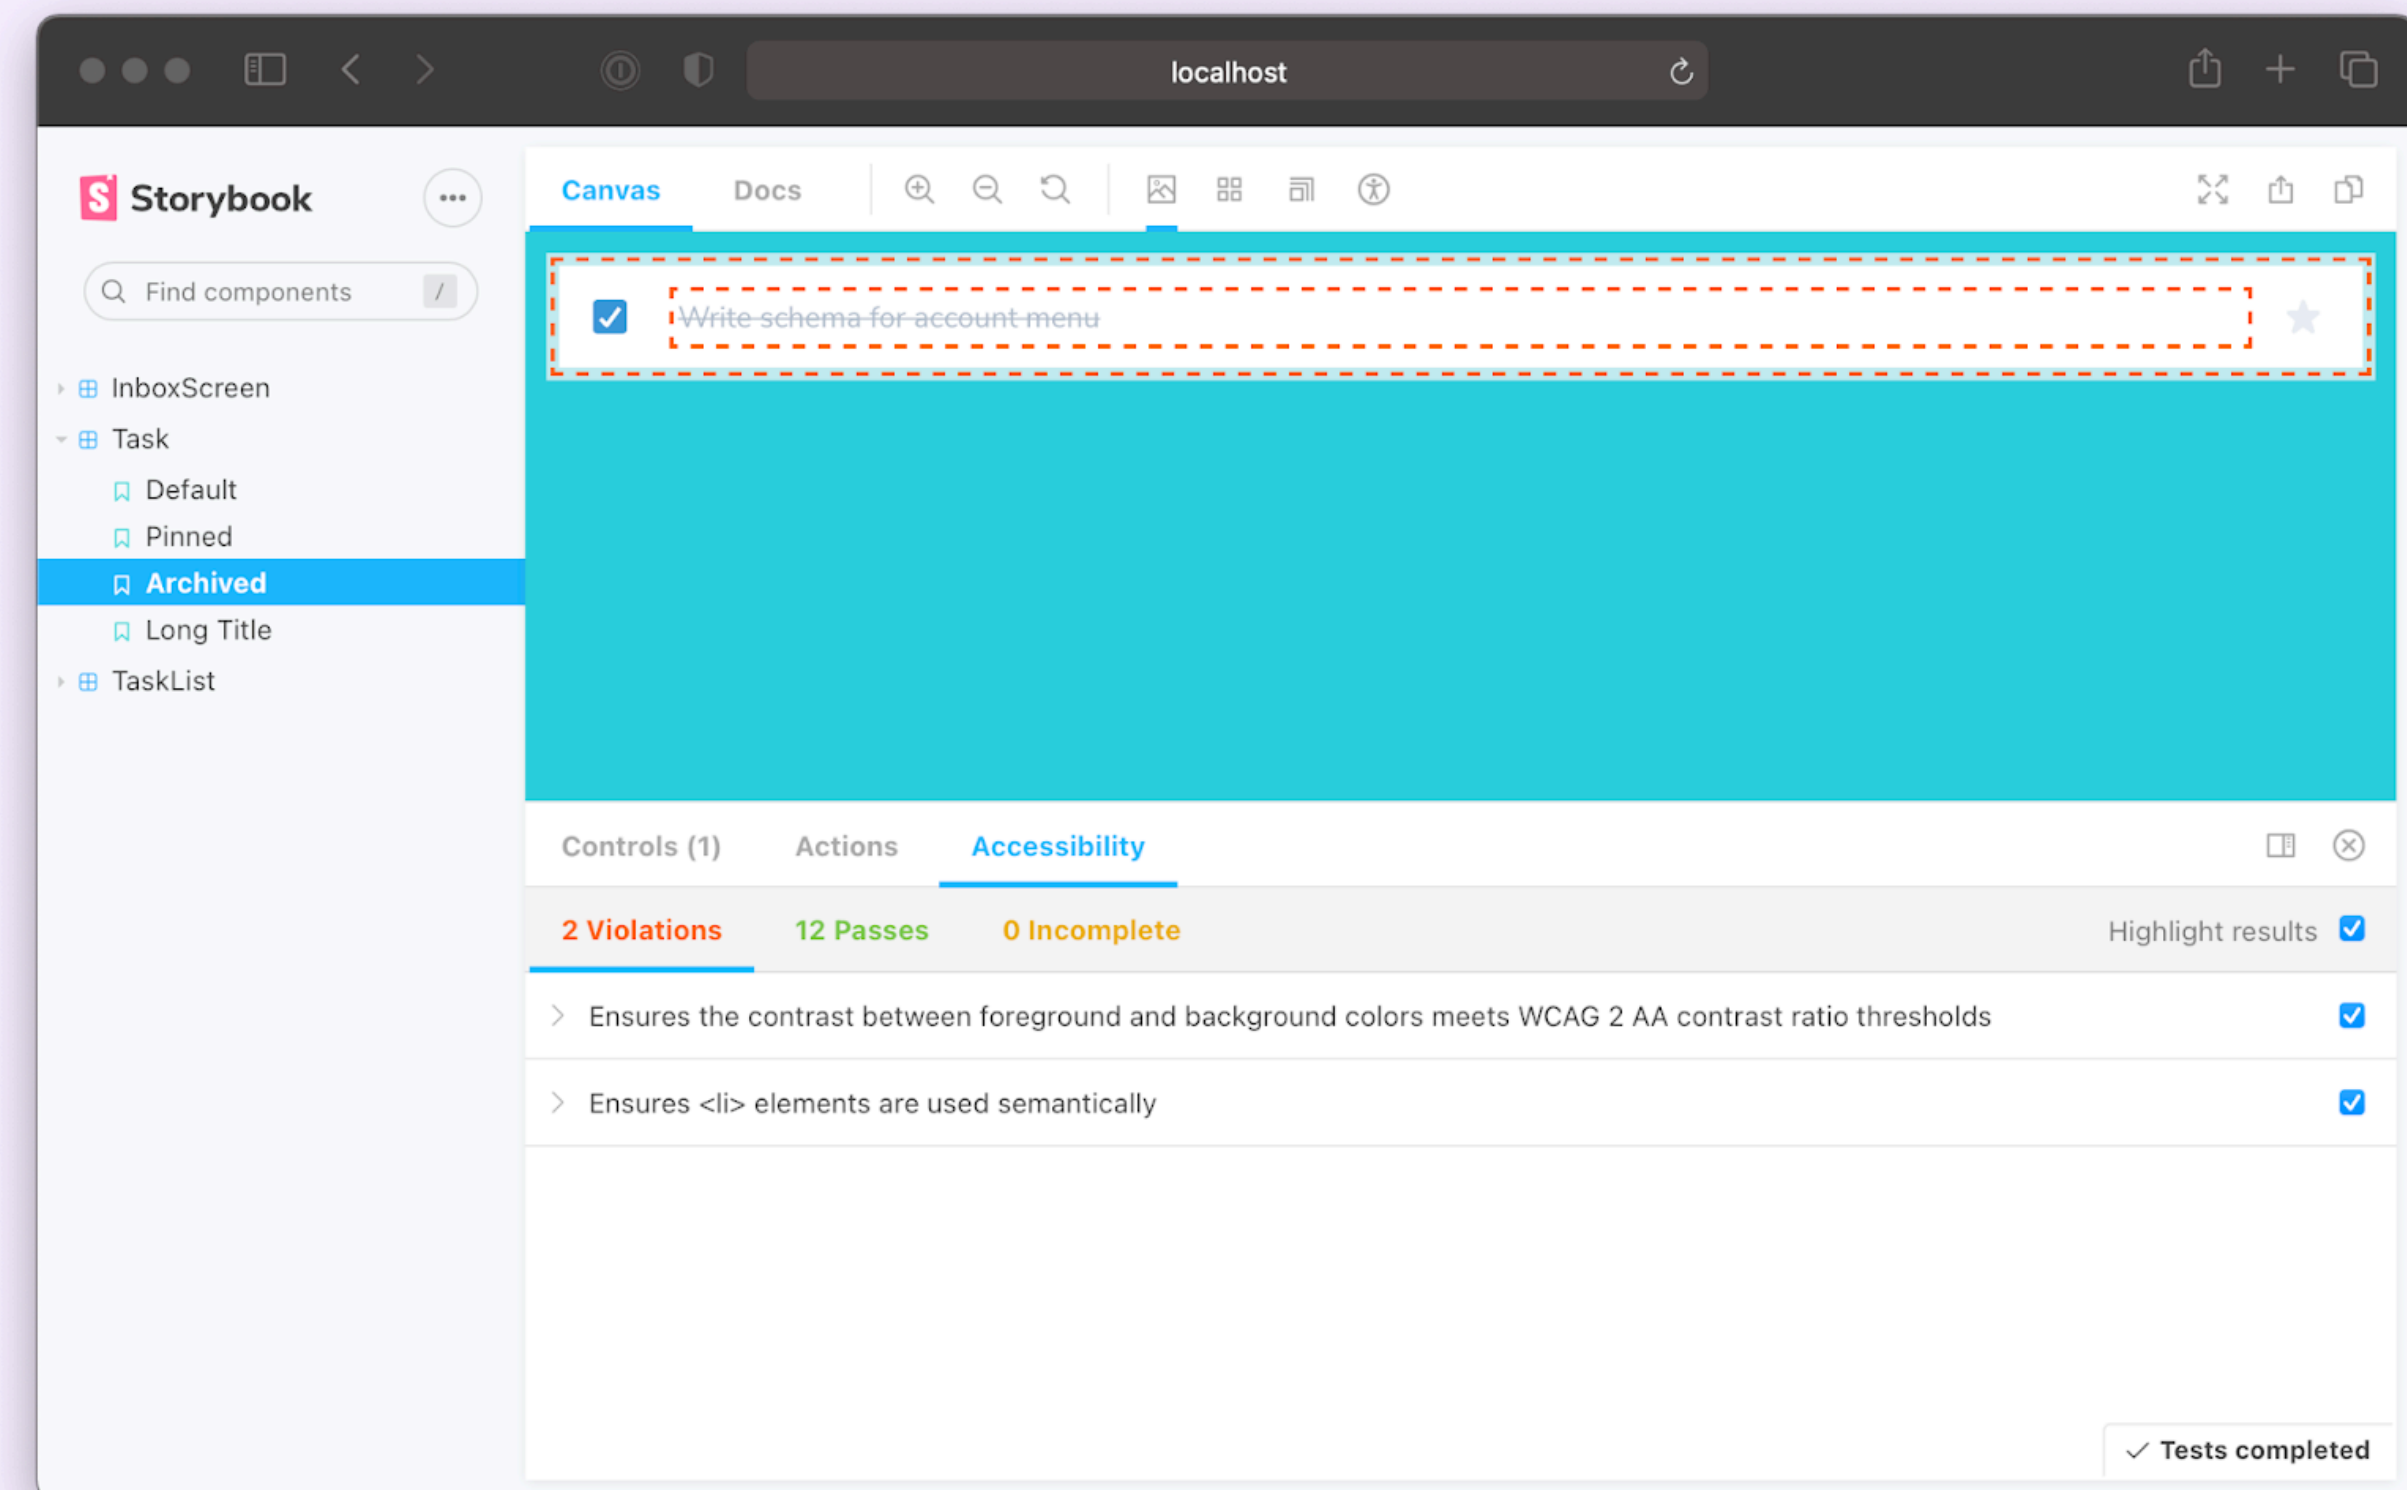 localhost
Storybook
Find components /
InboxScreen
Task
Default
Pinned
Archived
Long Title
TaskList
Canvas Docs
Write schema for account menu
Controls (1) Actions Accessibility
2 Violations 12 Passes 0 Incomplete Highlight results
Ensures the contrast between foreground and background colors meets WCAG 2 AA contrast ratio thresholds
Ensures <li> elements are used semantically
Tests completed